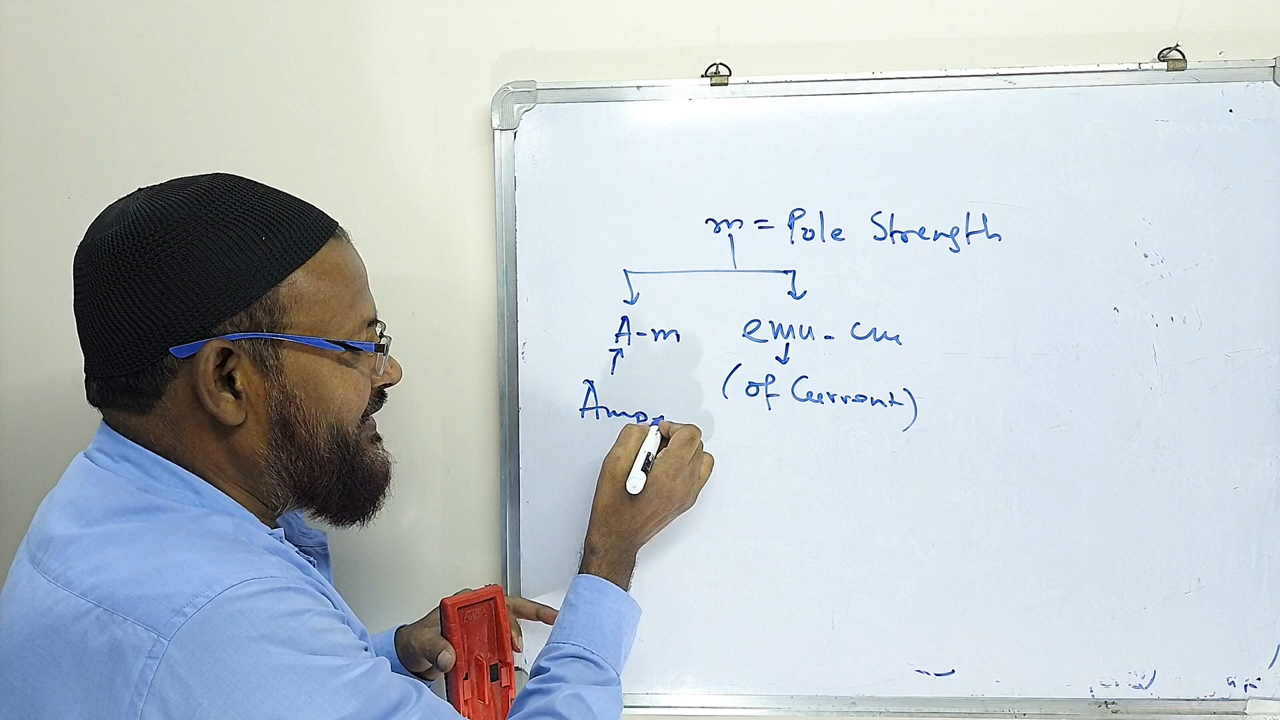 m = Pole Strength
A-m emu-cm
(of Current)
Amp